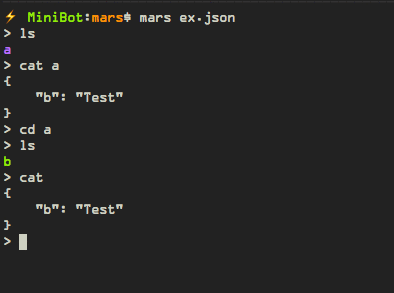 ⚡ MiniBot:mars$ mars ex.json
> ls
a
> cat a
{
    "b": "Test"
}
> cd a
> ls
b
> cat
{
    "b": "Test"
}
>